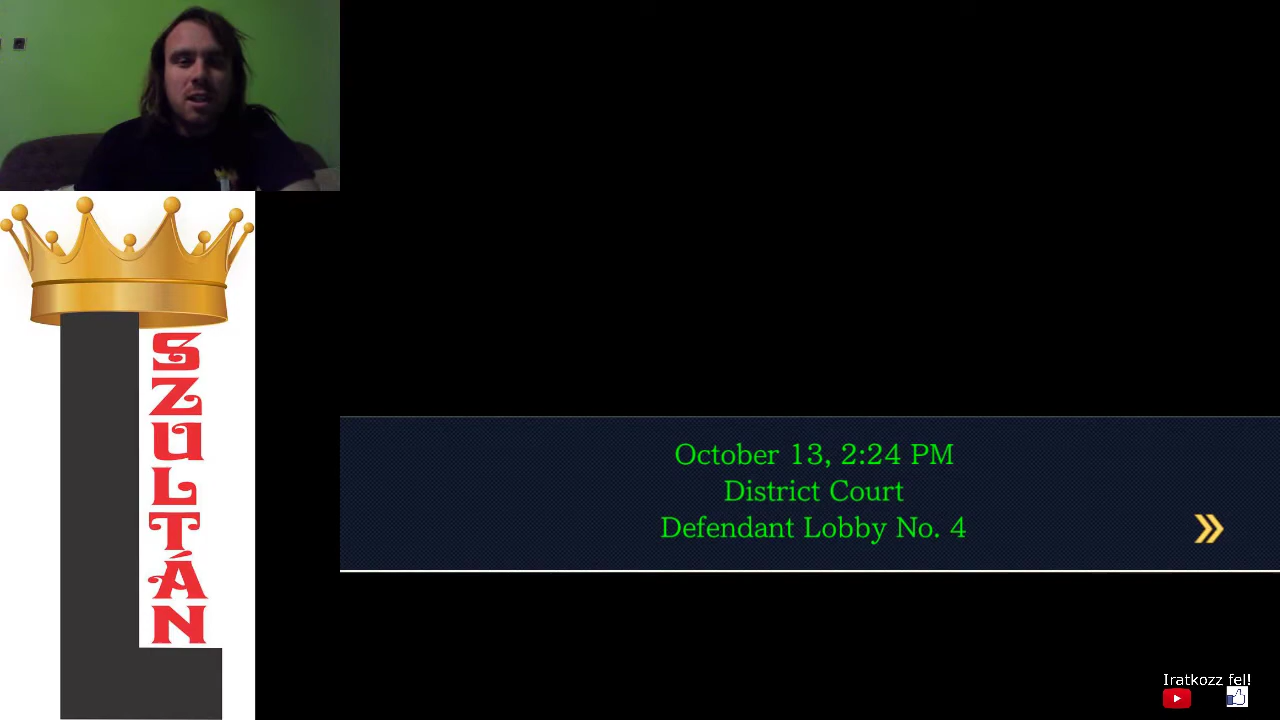 SZULTÁN
October 13, 2:24 PM
District Court
Defendant Lobby No. 4
Iratkozz fel!